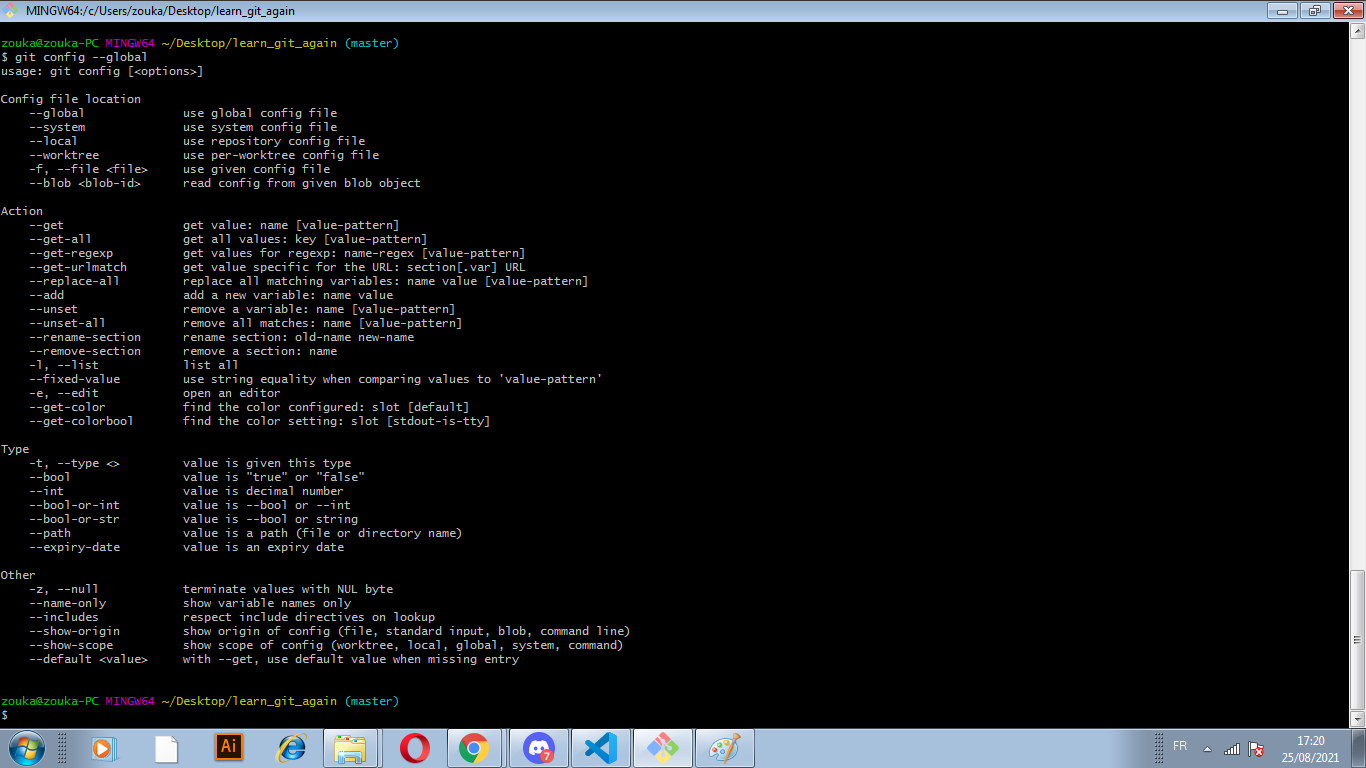 MINGW64:/c/Users/zouka/Desktop/learn_git_again
zouka@zouka-PC MINGW64 ~/Desktop/learn_git_again (master)
$ git config --global
usage: git config [<options>]
Config file location
--global use global config file
--system use system config file
--local use repository config file
--worktree use per-worktree config file
-f, --file <file> use given config file
--blob <blob-id> read config from given blob object
Action
--get get value: name [value-pattern]
--get-all get all values: key [value-pattern]
--get-regexp get values for regexp: name-regex [value-pattern]
--get-urlmatch get value specific for the URL: section[.var] URL
--replace-all replace all matching variables: name value [value-pattern]
--add add a new variable: name value
--unset remove a variable: name [value-pattern]
--unset-all remove all matches: name [value-pattern]
--rename-section rename section: old-name new-name
--remove-section remove a section: name
-l, --list list all
--fixed-value use string equality when comparing values to 'value-pattern'
-e, --edit open an editor
--get-color find the color configured: slot [default]
--get-colorbool find the color setting: slot [stdout-is-tty]
Type
-t, --type <> value is given this type
--bool value is "true" or "false"
--int value is decimal number
--bool-or-int value is --bool or --int
--bool-or-str value is --bool or string
--path value is a path (file or directory name)
--expiry-date value is an expiry date
Other
-z, --null terminate values with NUL byte
--name-only show variable names only
--includes respect include directives on lookup
--show-origin show origin of config (file, standard input, blob, command line)
--show-scope show scope of config (worktree, local, global, system, command)
--default <value> with --get, use default value when missing entry
zouka@zouka-PC MINGW64 ~/Desktop/learn_git_again (master)
$
Ai
7
FR
17:20
25/08/2021